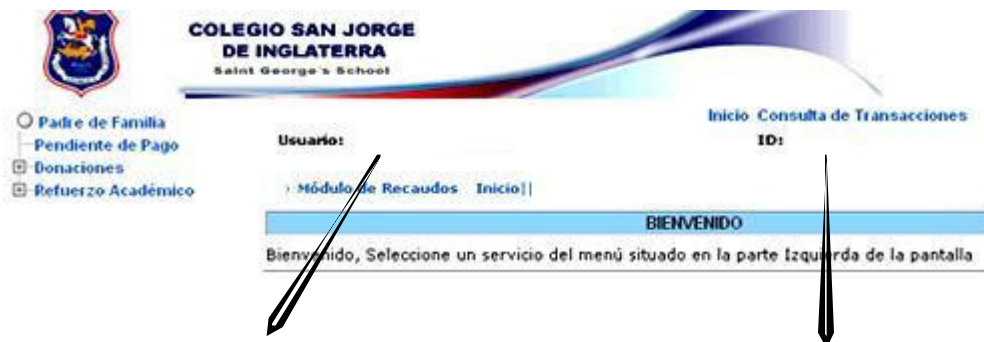 COLEGIO SAN JORGE
DE INGLATERRA
Saint George's School
Inicio Consulta de Transacciones
Padre de Familia
Pendiente de Pago
Donaciones
Refuerzo Académico
Usuario:
ID:
› Módulo de Recaudos Inicio||
BIENVENIDO
Bienvenido, Seleccione un servicio del menú situado en la parte Izquierda de la pantalla